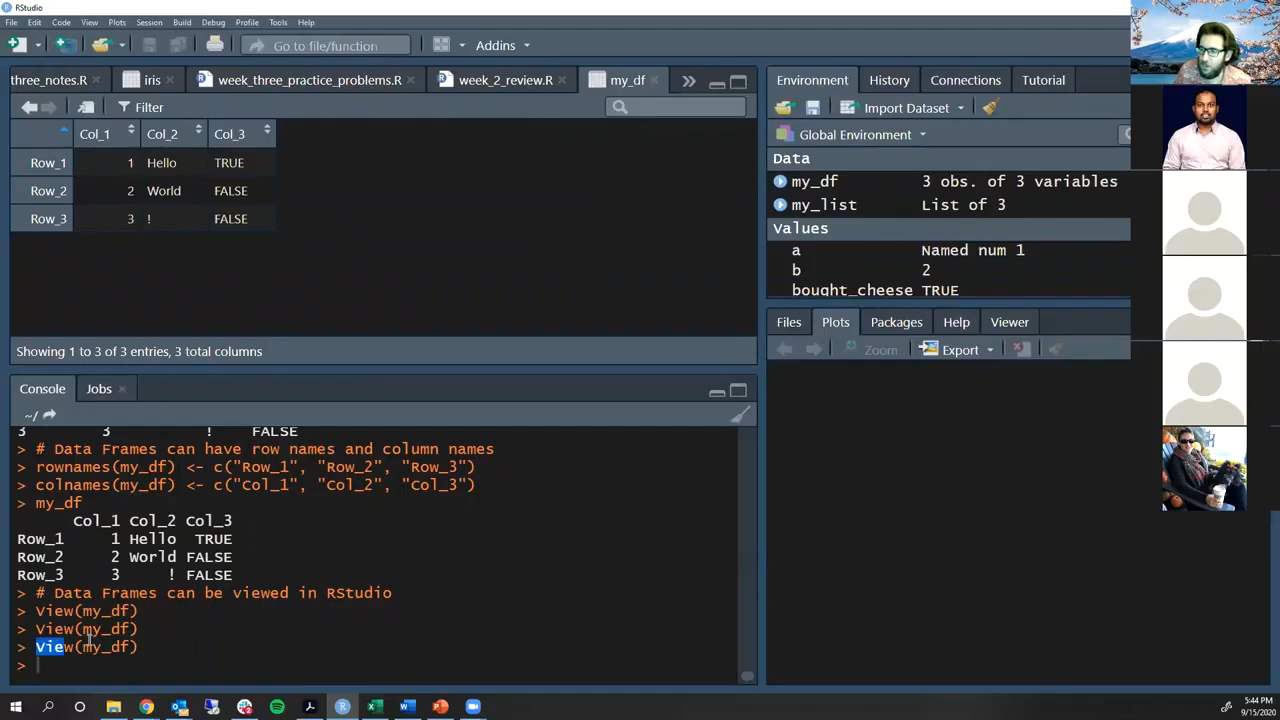 RStudio
File Edit Code View Plots Session Build Debug Profile Tools Help
Go to file/function
Addins
three_notes.R
iris
week_three_practice_problems.R
week_2_review.R
my_df
Filter
Col_1 Col_2 Col_3
Row_1 1 Hello TRUE
Row_2 2 World FALSE
Row_3 3 ! FALSE
Showing 1 to 3 of 3 entries, 3 total columns
Console Jobs
~/
3 3 ! FALSE
> # Data Frames can have row names and column names
> rownames(my_df) <- c("Row_1", "Row_2", "Row_3")
> colnames(my_df) <- c("Col_1", "Col_2", "Col_3")
> my_df
Col_1 Col_2 Col_3
Row_1 1 Hello TRUE
Row_2 2 World FALSE
Row_3 3 ! FALSE
> # Data Frames can be viewed in RStudio
> View(my_df)
> View(my_df)
> View(my_df)
>
Environment History Connections Tutorial
Import Dataset
Global Environment
Data
my_df 3 obs. of 3 variables
my_list List of 3
Values
a Named num 1
b 2
bought_cheese TRUE
Files Plots Packages Help Viewer
Zoom Export
5:44 PM
9/15/2020